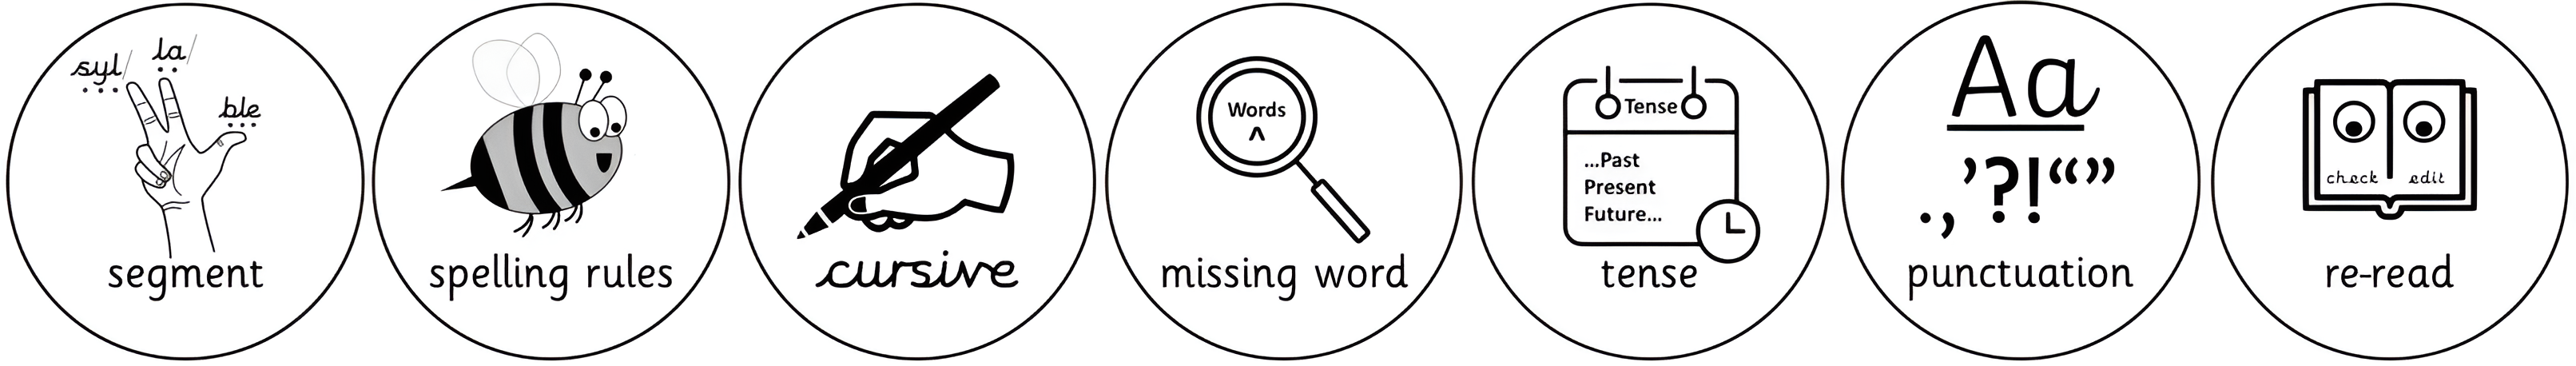 syl/ la/ ble
segment
spelling rules
cursive
Words
^
missing word
Tense
...Past
Present
Future...
tense
Aa
., ’?!“”
punctuation
check edit
re-read